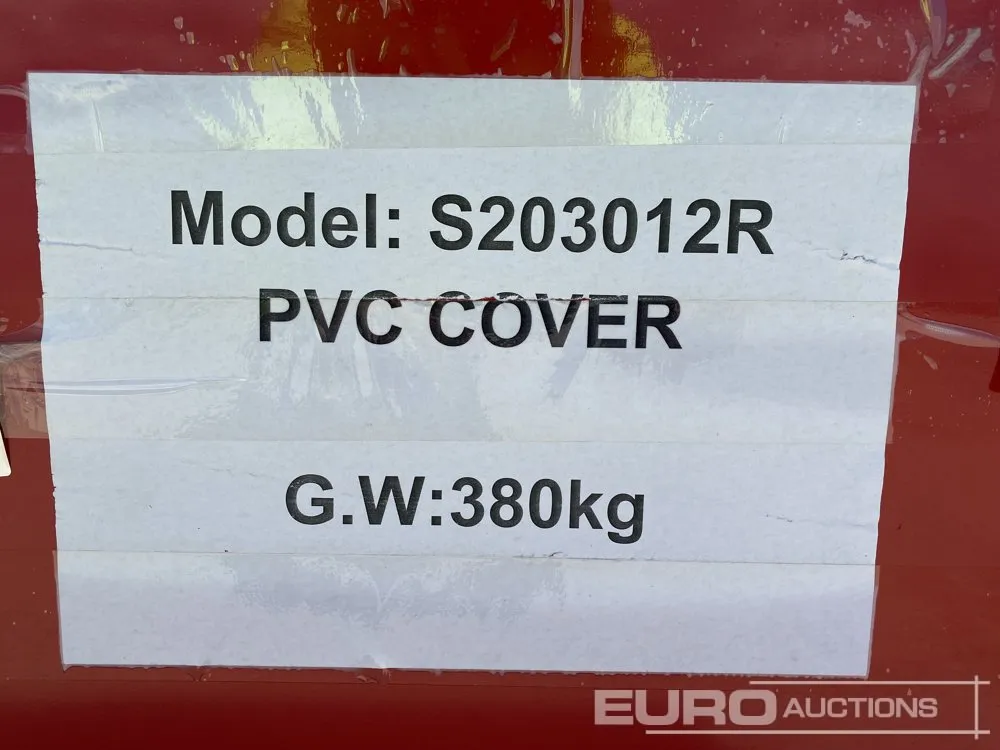 Model: S203012R
PVC COVER
G.W:380kg
EURO AUCTIONS